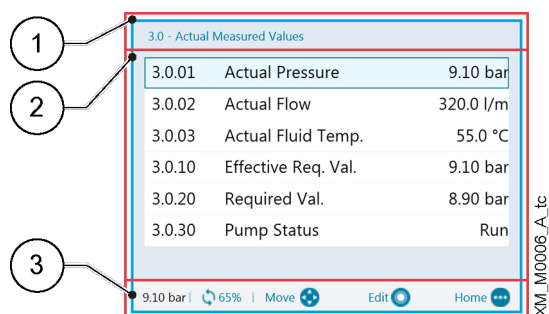 1
3.0 - Actual Measured Values
2
3.0.01 Actual Pressure 9.10 bar
3.0.02 Actual Flow 320.0 l/m
3.0.03 Actual Fluid Temp. 55.0 °C
3.0.10 Effective Req. Val. 9.10 bar
3.0.20 Required Val. 8.90 bar
3.0.30 Pump Status Run
3
9.10 bar | 65% | Move Edit Home
XM_M0006_A_tc